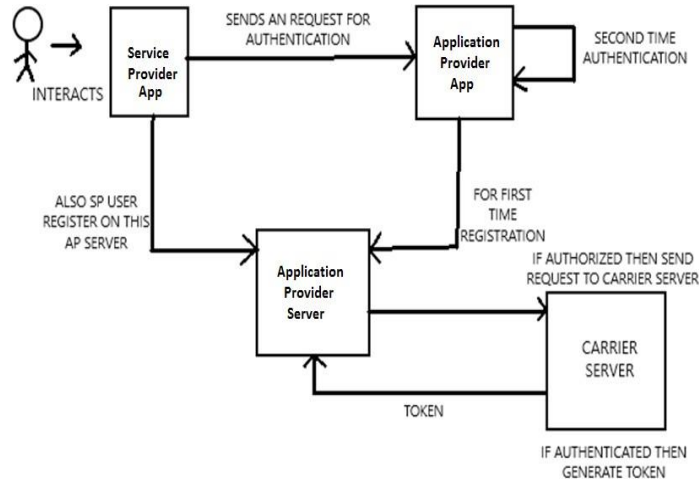 SENDS AN REQUEST FOR
AUTHENTICATION
Service
Provider
App
Application
Provider
App
SECOND TIME
AUTHENTICATION
INTERACTS
ALSO SP USER
REGISTER ON THIS
AP SERVER
FOR FIRST
TIME
REGISTRATION
Application
Provider
Server
IF AUTHORIZED THEN SEND
REQUEST TO CARRIER SERVER
CARRIER
SERVER
TOKEN
IF AUTHENTICATED THEN
GENERATE TOKEN